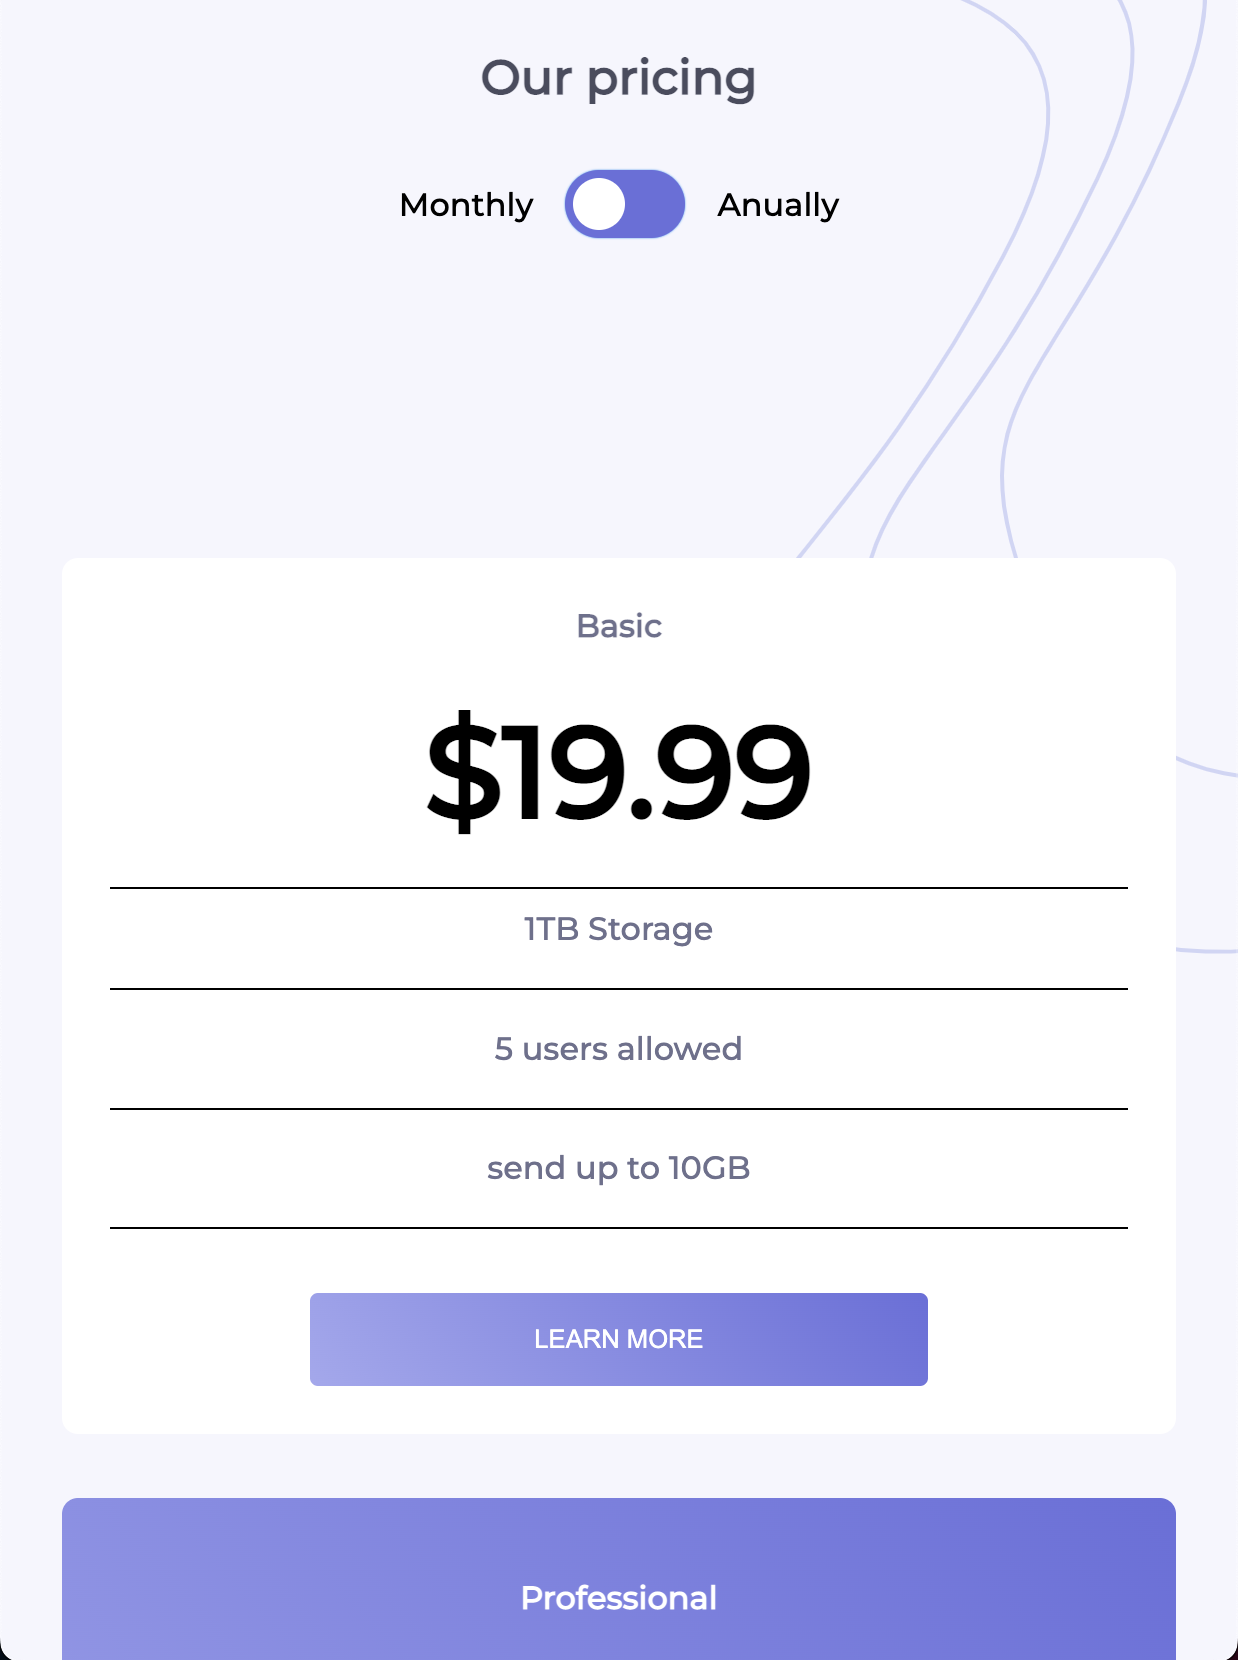 Our pricing
Monthly Anually
Basic
$19.99
1TB Storage
5 users allowed
send up to 10GB
LEARN MORE
Professional